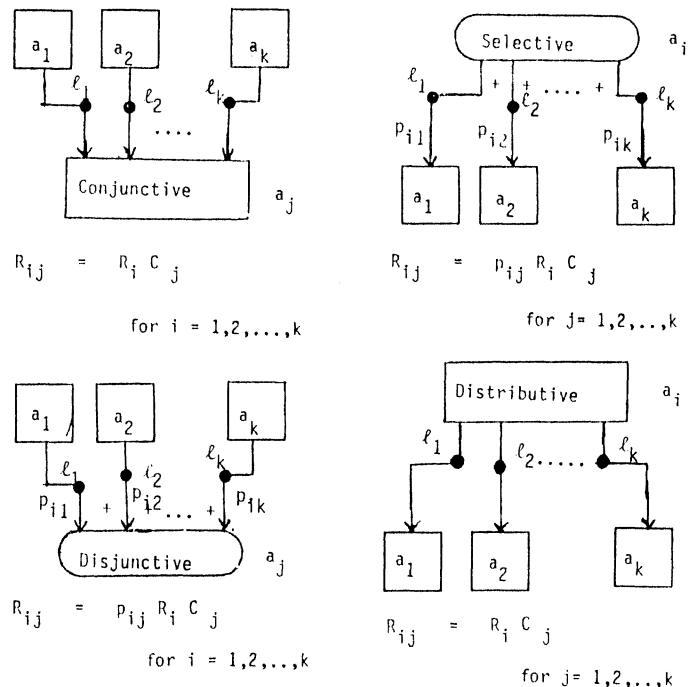 a1 a2 ak
ℓ ℓ2 ℓk
....
Conjunctive aj
Rij = Ri Cj
for i = 1,2,...,k
Selective ai
+ + .... +
ℓ1 ℓ2 ℓk
pi1 pi2 pik
a1 a2 ak
Rij = pij Ri Cj
for j= 1,2,..,k
a1 a2 ak
ℓ1 ℓ2 ℓk
pi1 + pi2 + ... + pik
Disjunctive aj
Rij = pij Ri Cj
for i = 1,2,..,k
Distributive ai
ℓ1 ℓ2 ..... ℓk
a1 a2 ak
Rij = Ri Cj
for j= 1,2,..,k